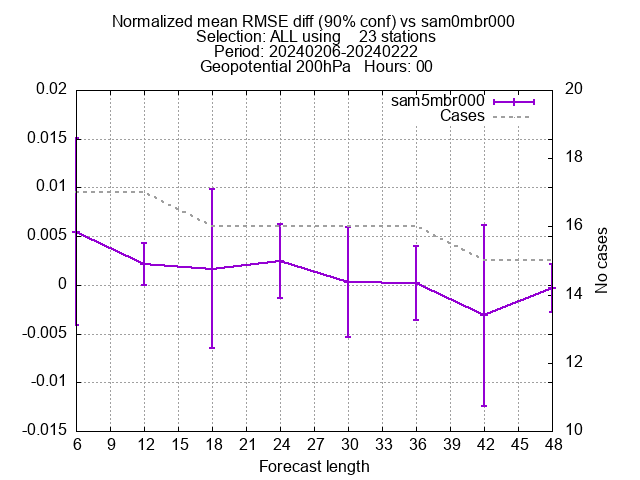 Normalized mean RMSE diff (90% conf) vs sam0mbr000
Selection: ALL using 23 stations
Period: 20240206-20240222
Geopotential 200hPa Hours: 00
sam5mbr000
Cases
0.02
0.015
0.01
0.005
0
-0.005
-0.01
-0.015
20
18
16
14
12
10
No cases
6 9 12 15 18 21 24 27 30 33 36 39 42 45 48
Forecast length